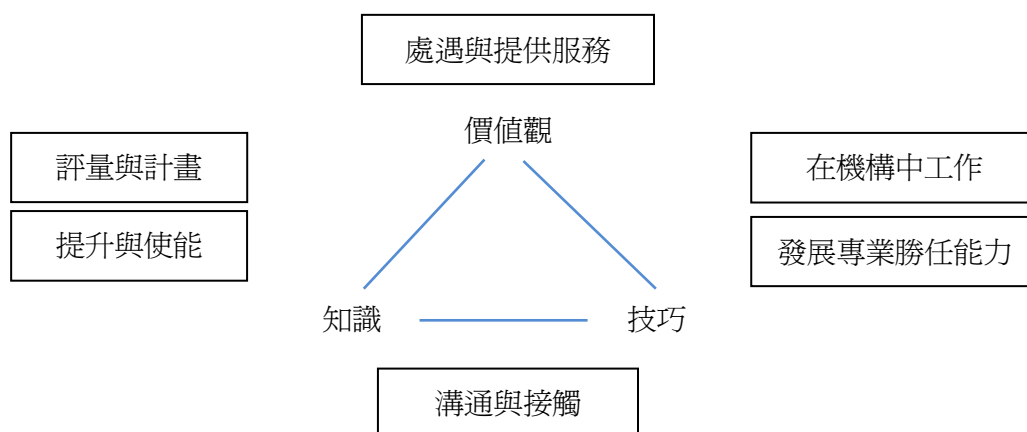 處遇與提供服務
價值觀
評量與計畫
在機構中工作
提升與使能
發展專業勝任能力
知識
技巧
溝通與接觸